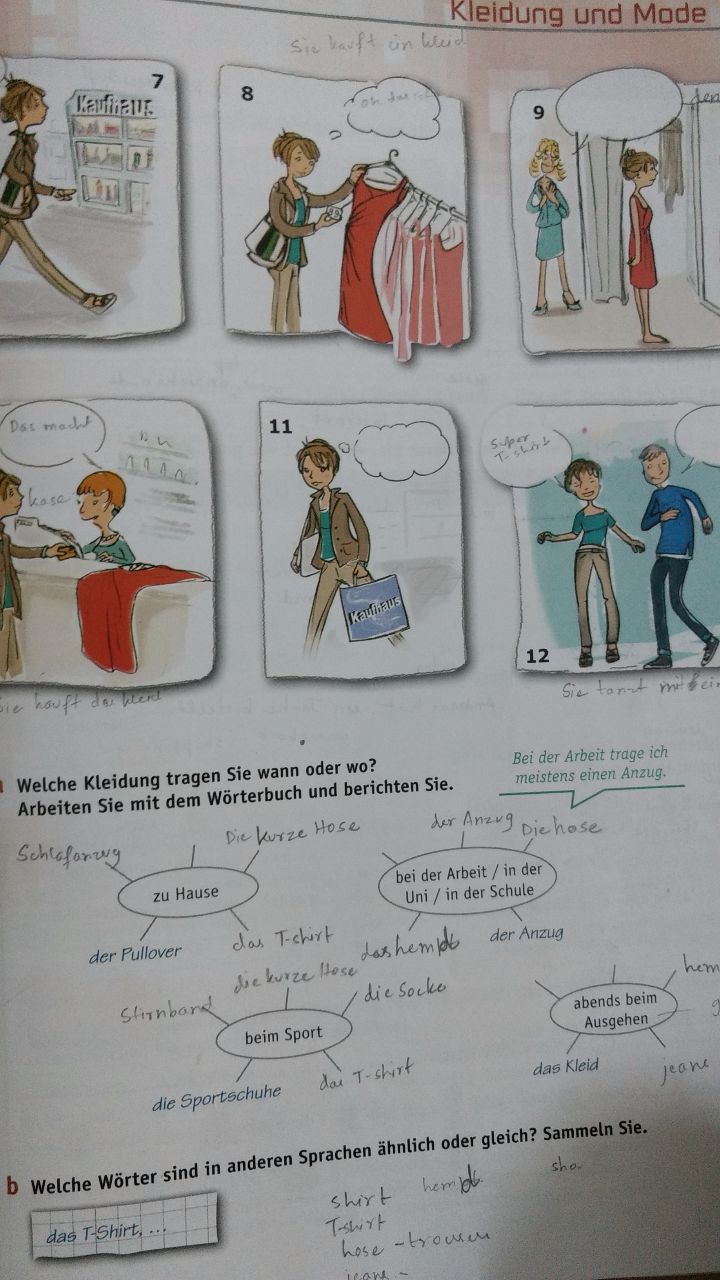 Kleidung und Mode
Sie kauft ein kleid
7
Kaufhaus
8
oh, das
9
Das macht
kasse
11
Kaufhaus
super
T-shirt
12
Sie kauft das kleid
Sie tanzt mit
Welche Kleidung tragen Sie wann oder wo?
Arbeiten Sie mit dem Wörterbuch und berichten Sie.
Bei der Arbeit trage ich
meistens einen Anzug.
Schlafanzug
Die kurze Hose
zu Hause
der Pullover
das T-shirt
der Anzug
Die hose
bei der Arbeit / in der
Uni / in der Schule
das hemd
der Anzug
Stirnband
die kurze Hose
die Socke
beim Sport
die Sportschuhe
das T-shirt
hem
abends beim
Ausgehen
das Kleid
jeans
b Welche Wörter sind in anderen Sprachen ähnlich oder gleich? Sammeln Sie.
das T-Shirt, ...
shirt hemd
sho.
T-shirt
hose - trousers
jeans -